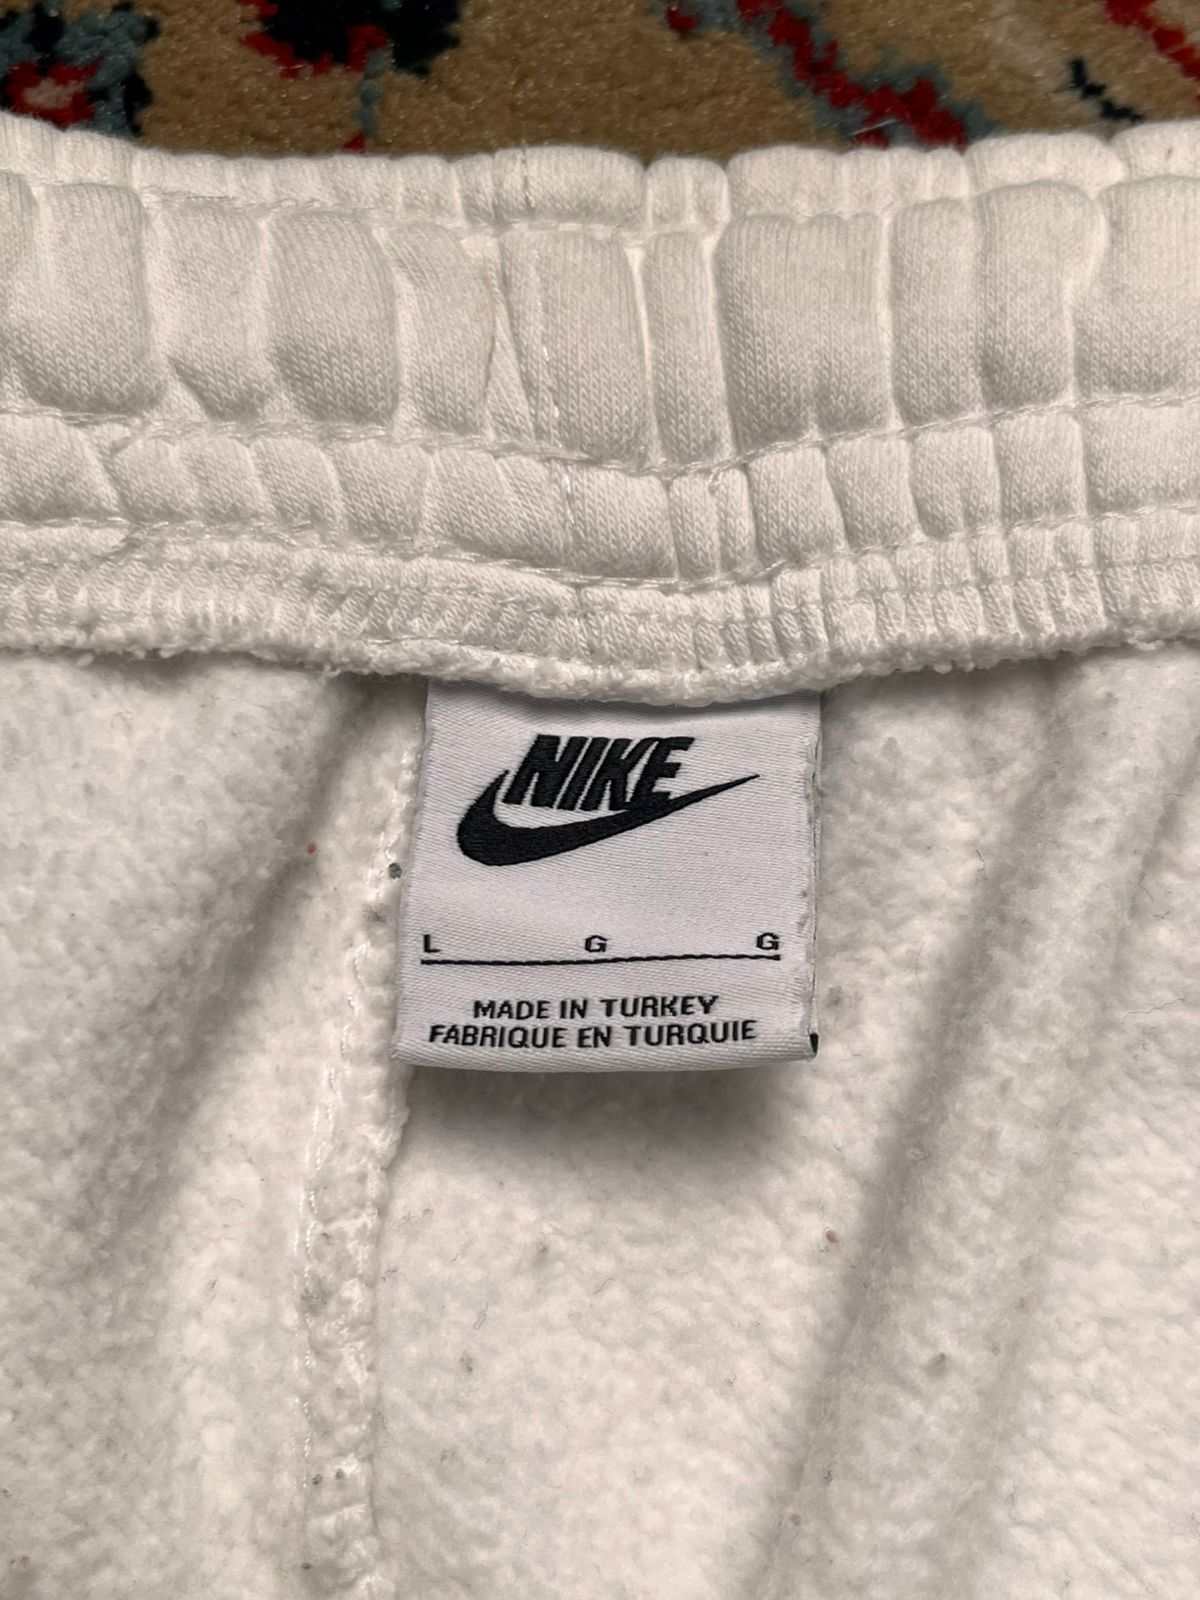 NIKE
L G G
MADE IN TURKEY
FABRIQUE EN TURQUIE